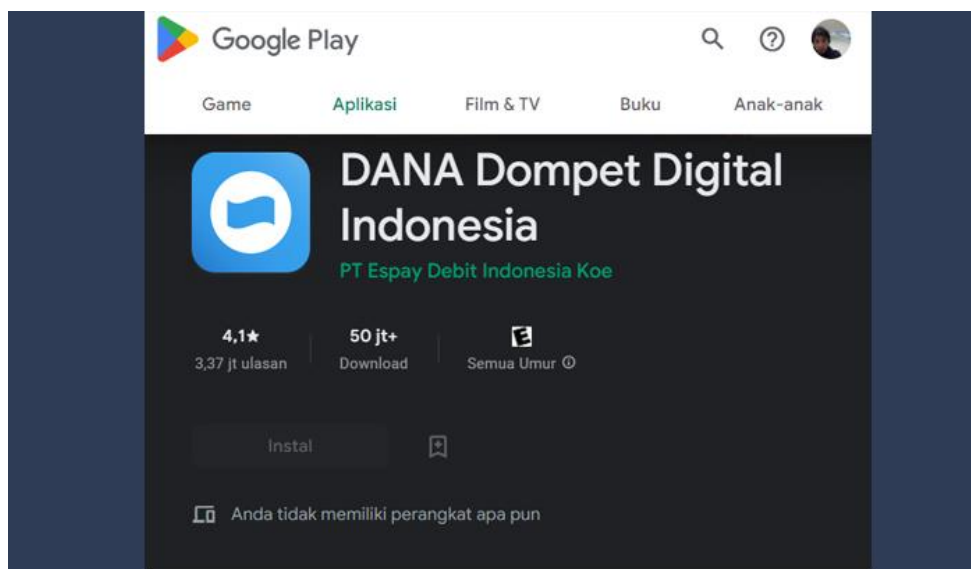 Google Play
Game Aplikasi Film & TV Buku Anak-anak
DANA Dompet Digital
Indonesia
PT Espay Debit Indonesia Koe
4,1★ 50 jt+ E
3,37 jt ulasan Download Semua Umur
Instal
Anda tidak memiliki perangkat apa pun